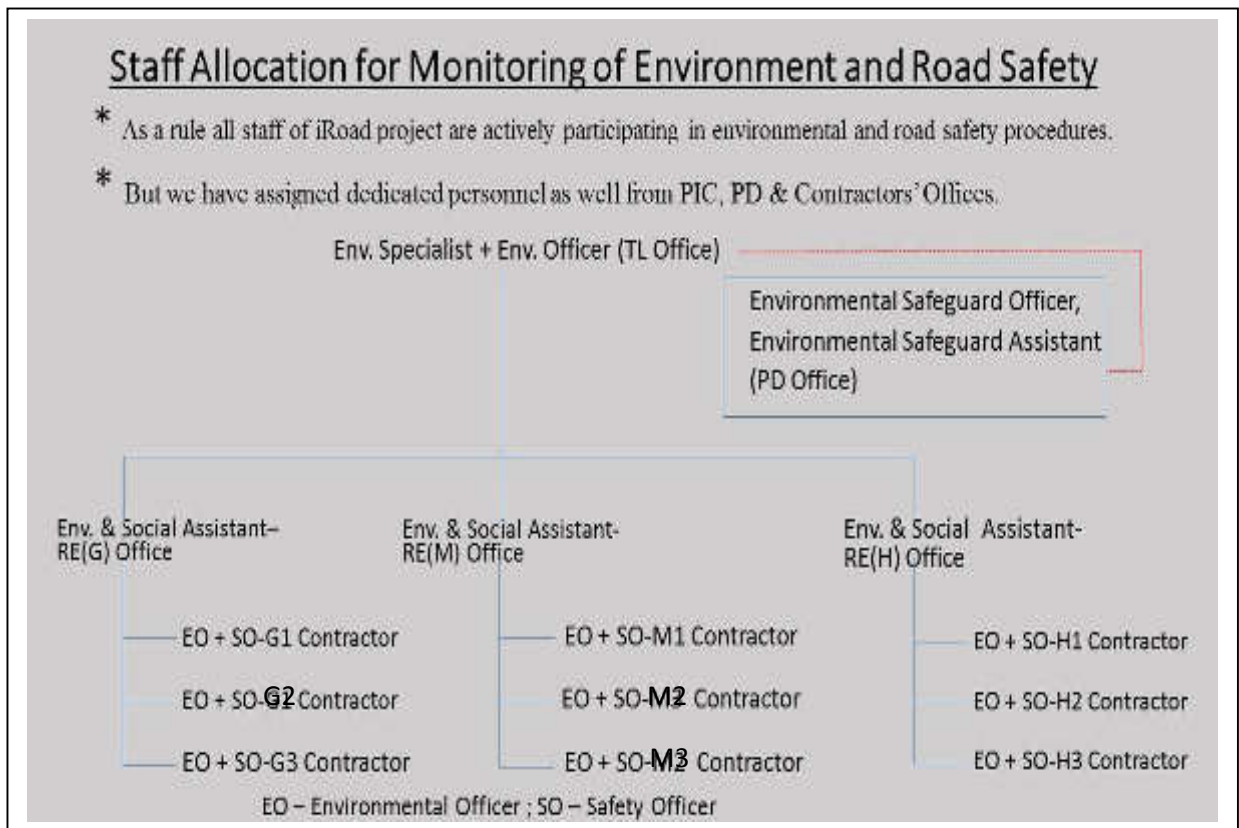 Staff Allocation for Monitoring of Environment and Road Safety
* As a rule all staff of iRoad project are actively participating in environmental and road safety procedures.
* But we have assigned dedicated personnel as well from PIC, PD & Contractors' Offices.
Env. Specialist + Env. Officer (TL Office)
Environmental Safeguard Officer,
Environmental Safeguard Assistant
(PD Office)
Env. & Social Assistant–
RE(G) Office
EO + SO-G1 Contractor
EO + SO-G2 Contractor
EO + SO-G3 Contractor
Env. & Social Assistant-
RE(M) Office
EO + SO-M1 Contractor
EO + SO-M2 Contractor
EO + SO-M3 Contractor
Env. & Social Assistant-
RE(H) Office
EO + SO-H1 Contractor
EO + SO-H2 Contractor
EO + SO-H3 Contractor
EO – Environmental Officer ; SO – Safety Officer